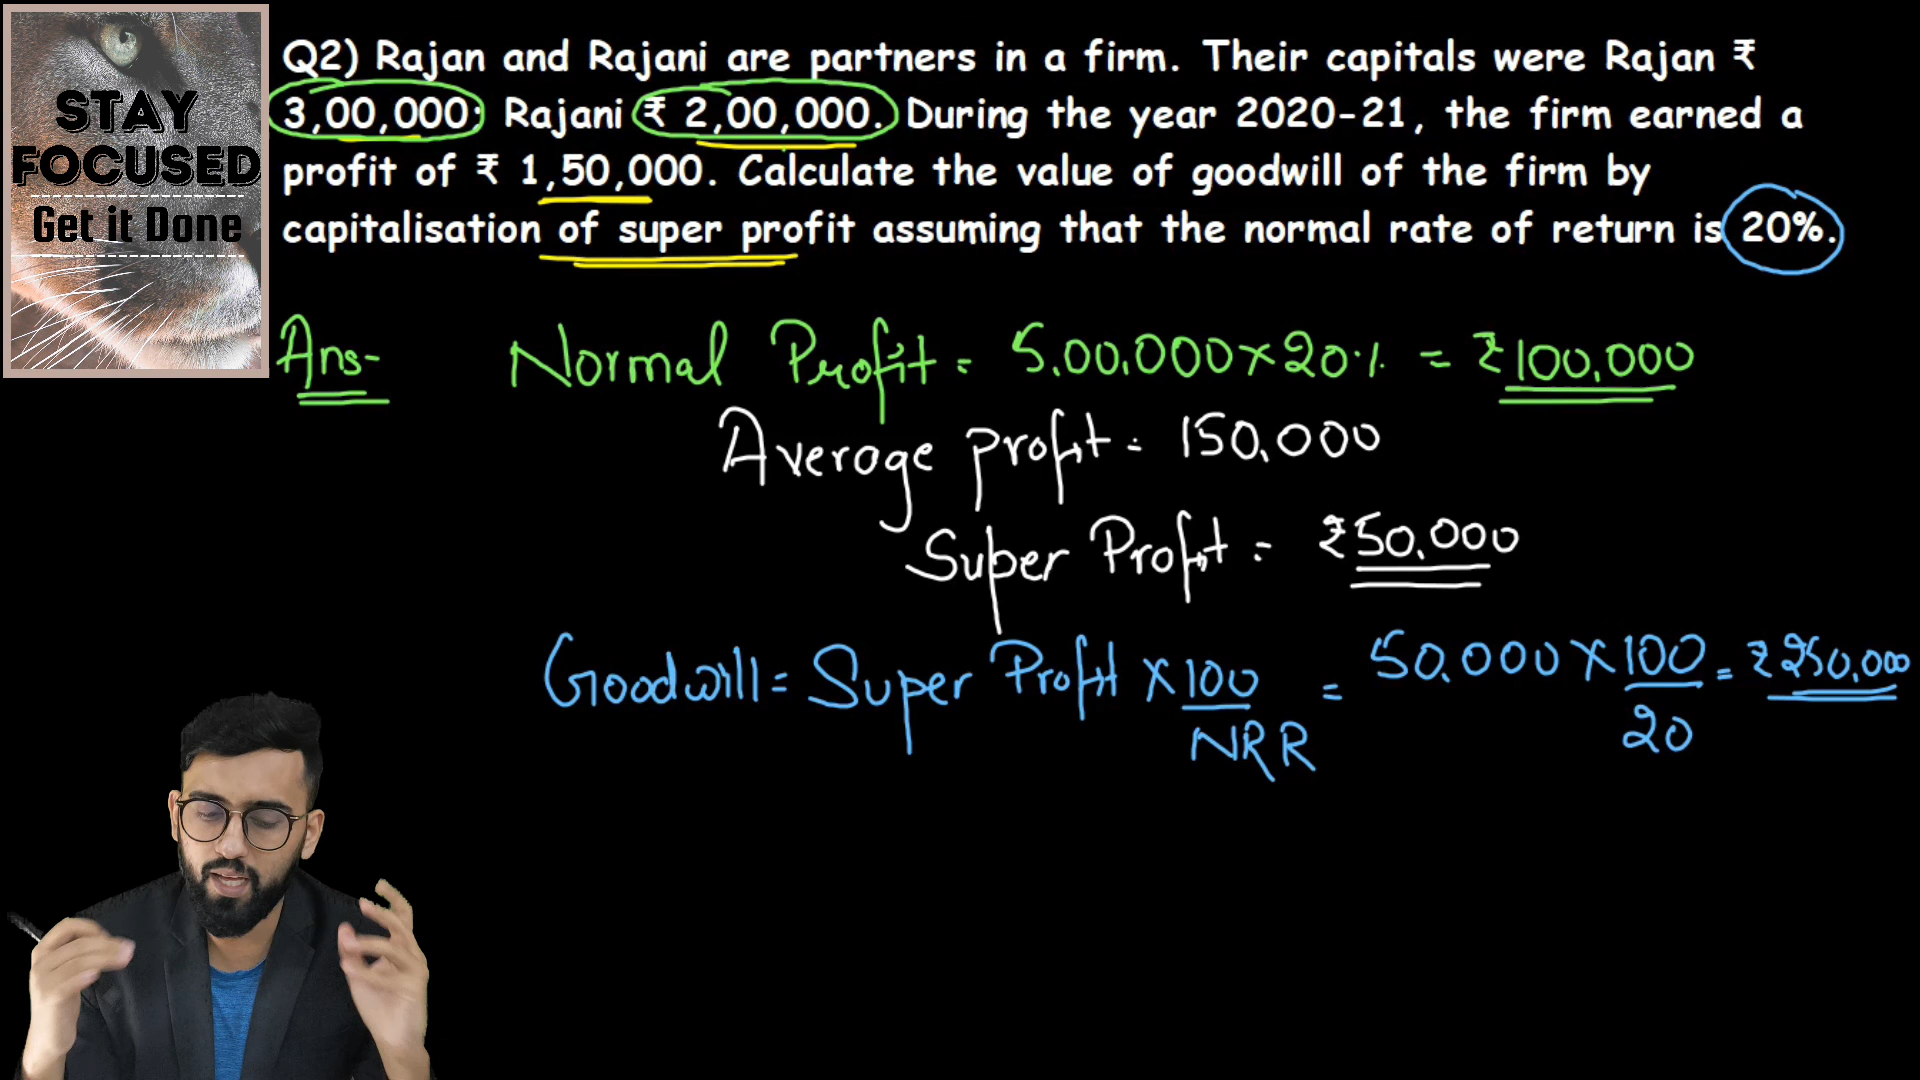 STAY
FOCUSED
Get it Done
Q2) Rajan and Rajani are partners in a firm. Their capitals were Rajan ₹
3,00,000; Rajani ₹ 2,00,000. During the year 2020-21, the firm earned a
profit of ₹ 1,50,000. Calculate the value of goodwill of the firm by
capitalisation of super profit assuming that the normal rate of return is 20%.
Ans- Normal Profit = 5,00,000 × 20% = ₹100,000
Average profit = 150,000
Super Profit = ₹50,000
Goodwill = Super Profit × 100/NRR = 50,000 × 100/20 = ₹250,000